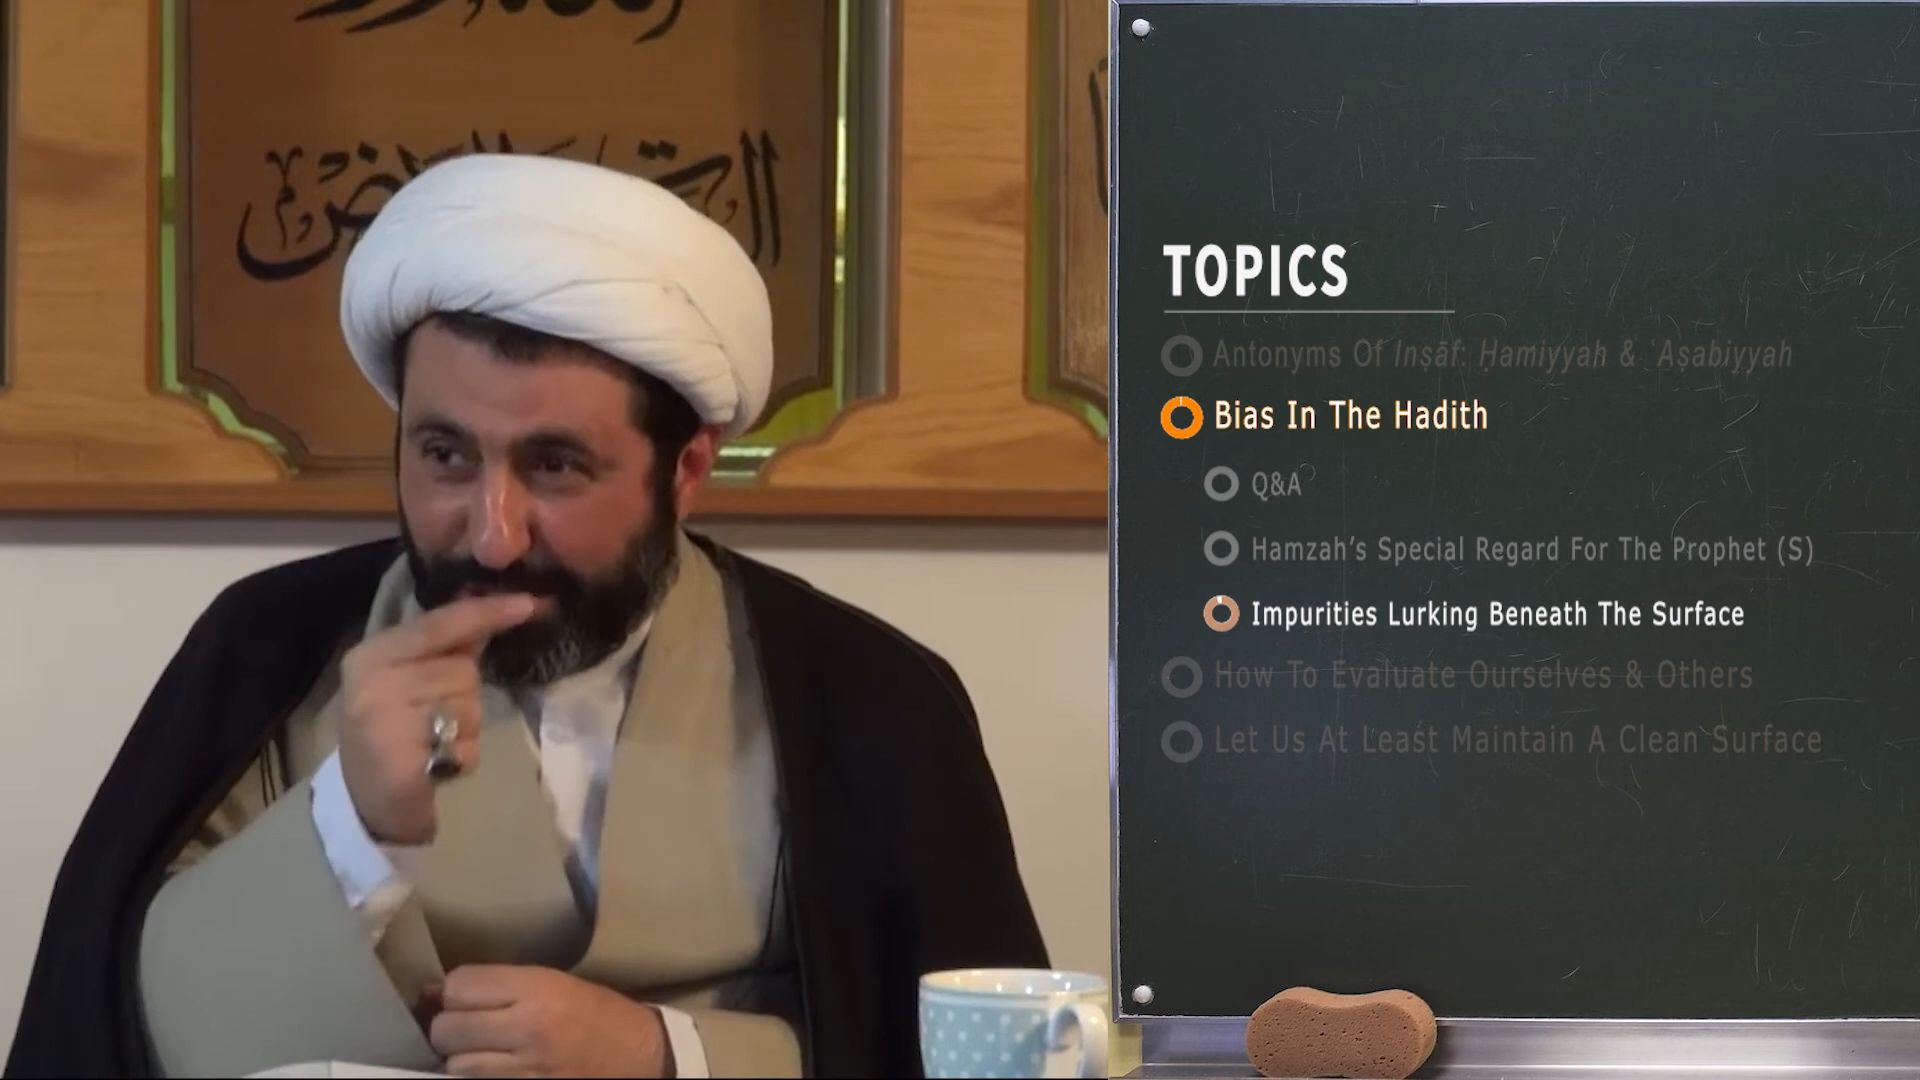 TOPICS
Antonyms Of Inṣāf: Ḥamiyyah & ʿAṣabiyyah
Bias In The Hadith
Q&A
Hamzah's Special Regard For The Prophet (S)
Impurities Lurking Beneath The Surface
How To Evaluate Ourselves & Others
Let Us At Least Maintain A Clean Surface